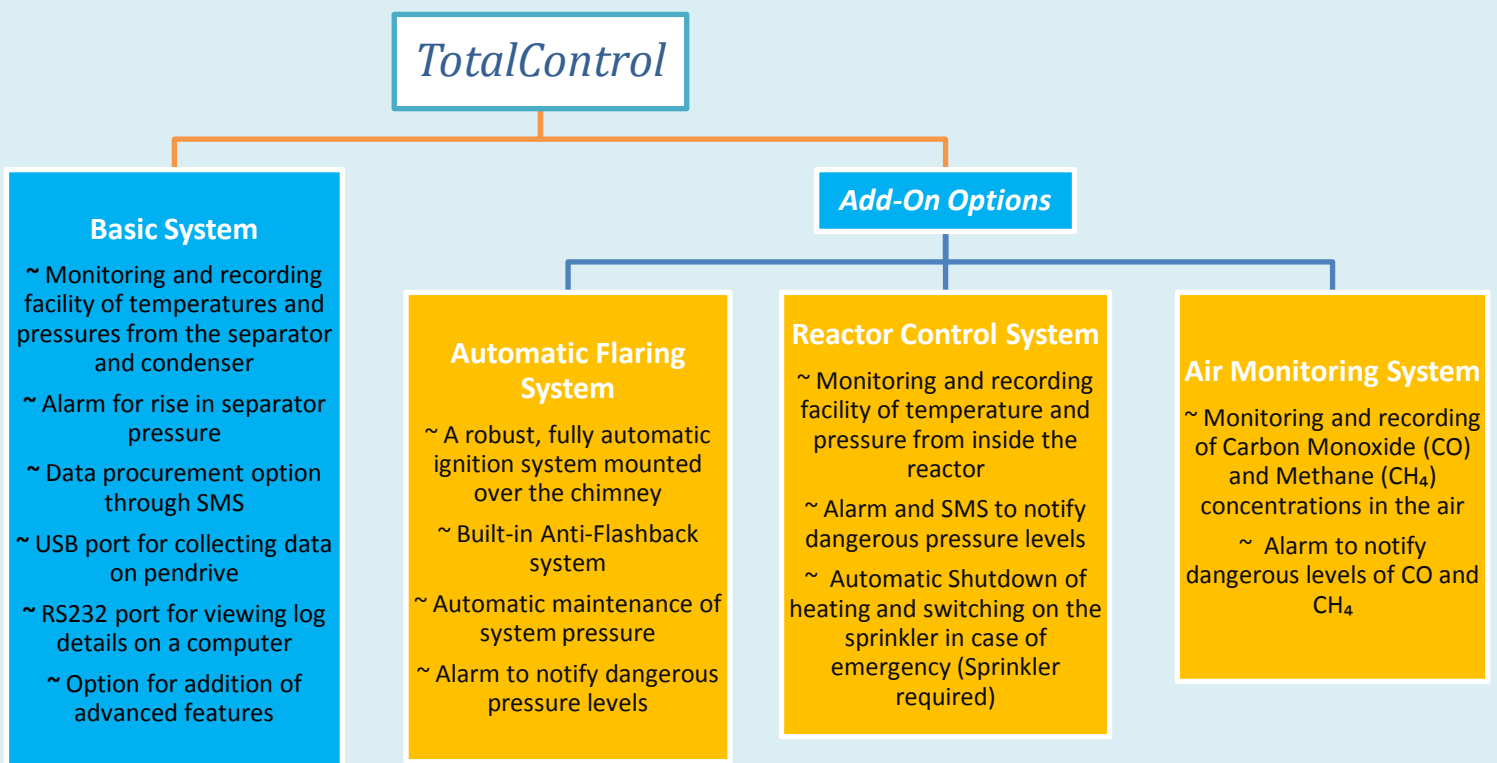 TotalControl
Basic System
~ Monitoring and recording
facility of temperatures and
pressures from the separator
and condenser
~ Alarm for rise in separator
pressure
~ Data procurement option
through SMS
~ USB port for collecting data
on pendrive
~ RS232 port for viewing log
details on a computer
~ Option for addition of
advanced features
Add-On Options
Automatic Flaring
System
~ A robust, fully automatic
ignition system mounted
over the chimney
~ Built-in Anti-Flashback
system
~ Automatic maintenance of
system pressure
~ Alarm to notify dangerous
pressure levels
Reactor Control System
~ Monitoring and recording
facility of temperature and
pressure from inside the
reactor
~ Alarm and SMS to notify
dangerous pressure levels
~ Automatic Shutdown of
heating and switching on the
sprinkler in case of
emergency (Sprinkler
required)
Air Monitoring System
~ Monitoring and recording
of Carbon Monoxide (CO)
and Methane (CH₄)
concentrations in the air
~ Alarm to notify
dangerous levels of CO and
CH₄